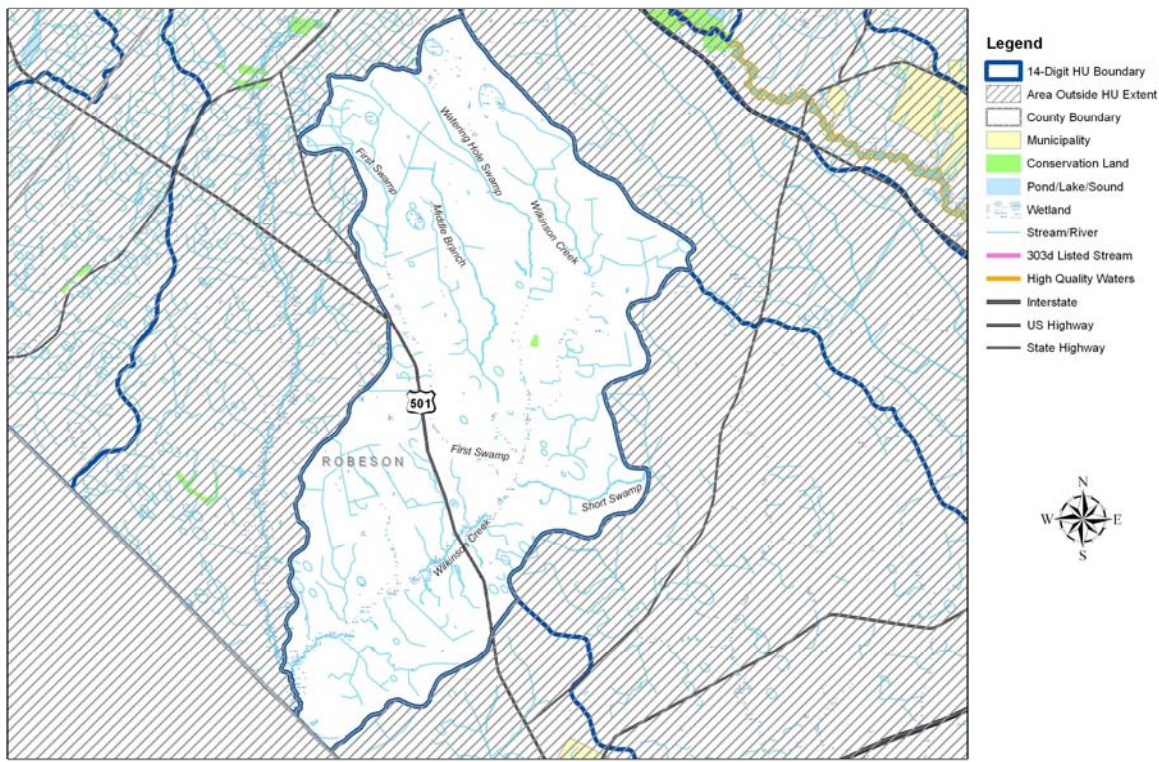 Watering Hole Swamp
First Swamp
Middle Branch
Wilkinson Creek
501
ROBESON
First Swamp
Short Swamp
Wilkinson Creek
Legend
14-Digit HU Boundary
Area Outside HU Extent
County Boundary
Municipality
Conservation Land
Pond/Lake/Sound
Wetland
Stream/River
303d Listed Stream
High Quality Waters
Interstate
US Highway
State Highway
N
W E
S